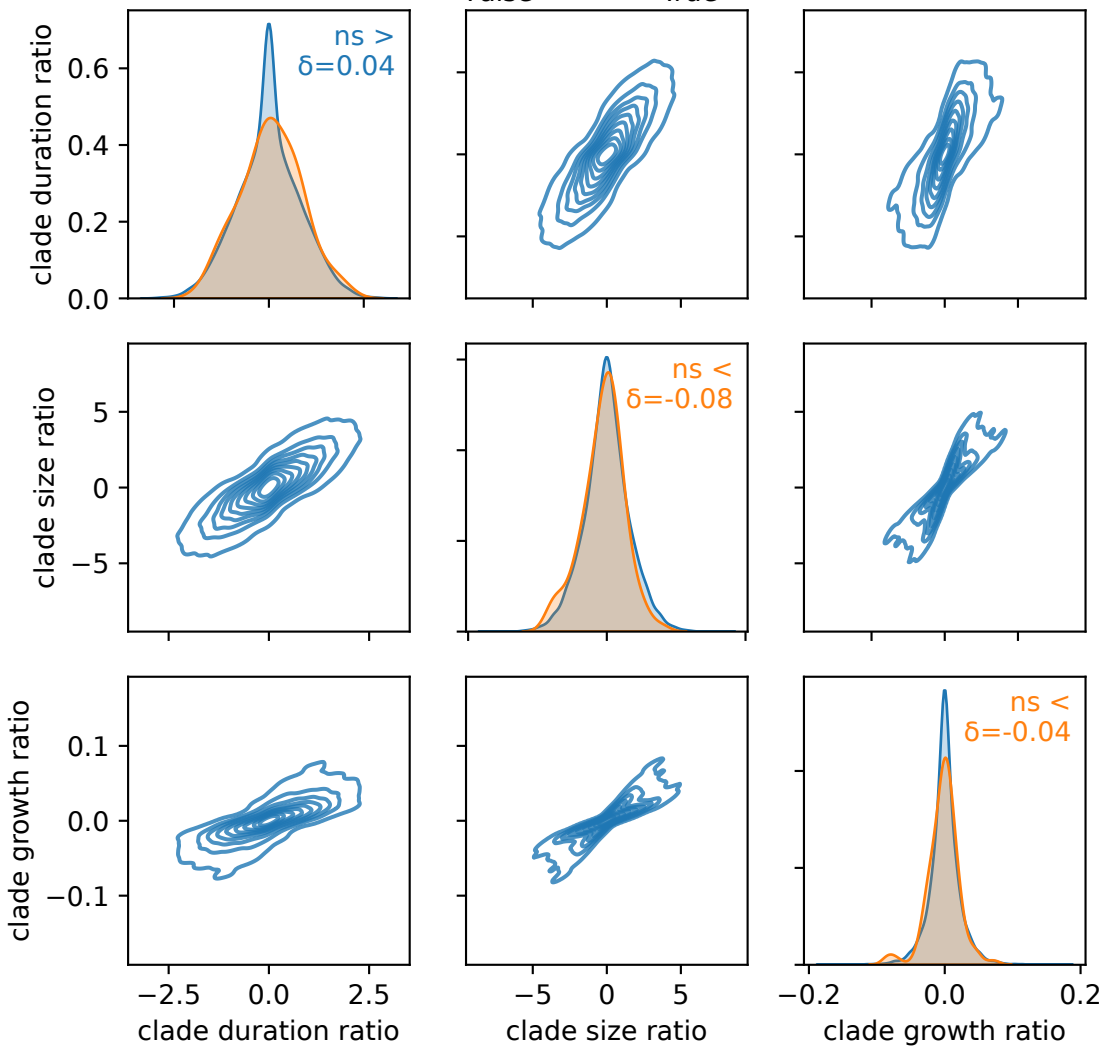 ns >
δ=0.04
clade duration ratio
0.6
0.4
0.2
0.0
ns <
δ=-0.08
clade size ratio
5
0
−5
ns <
δ=-0.04
clade growth ratio
0.1
0.0
−0.1
−2.5 0.0 2.5 −5 0 5 −0.2 0.0 0.2
clade duration ratio clade size ratio clade growth ratio